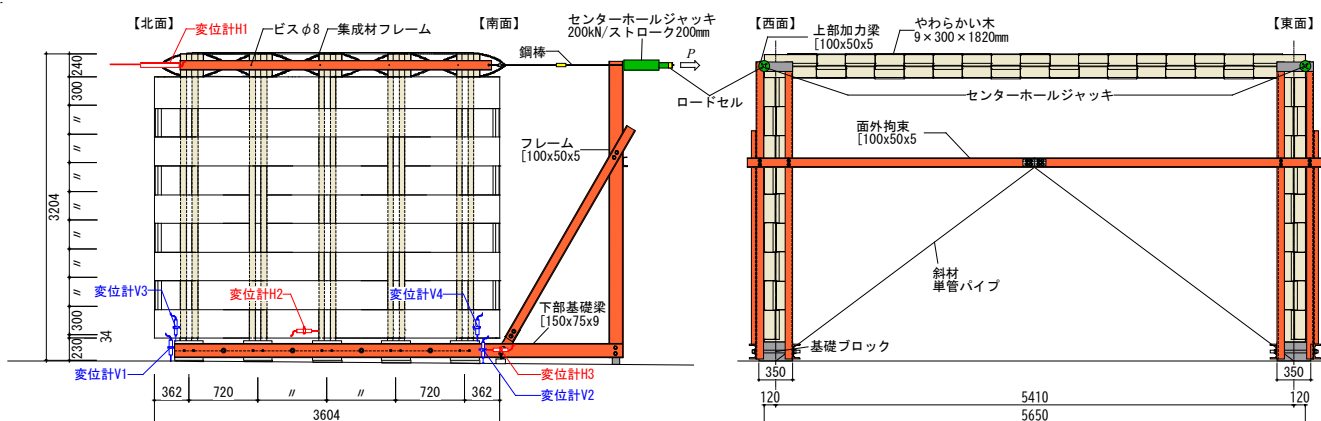 【北面】
変位計H1
ビスφ8
集成材フレーム
【南面】
センターホールジャッキ
200kN/ストローク200mm
鋼棒
P
ロードセル
フレーム
[100x50x5
240
300
〃
〃
〃
〃
〃
〃
〃
300
34
230
3204
変位計V3
変位計H2
変位計V4
下部基礎梁
[150x75x9
変位計V1
変位計H3
変位計V2
362
720
〃
〃
720
362
3604
【西面】
上部加力梁
[100x50x5
やわらかい木
9×300×1820mm
【東面】
センターホールジャッキ
面外拘束
[100x50x5
斜材
単管パイプ
基礎ブロック
350
350
120
5410
120
5650